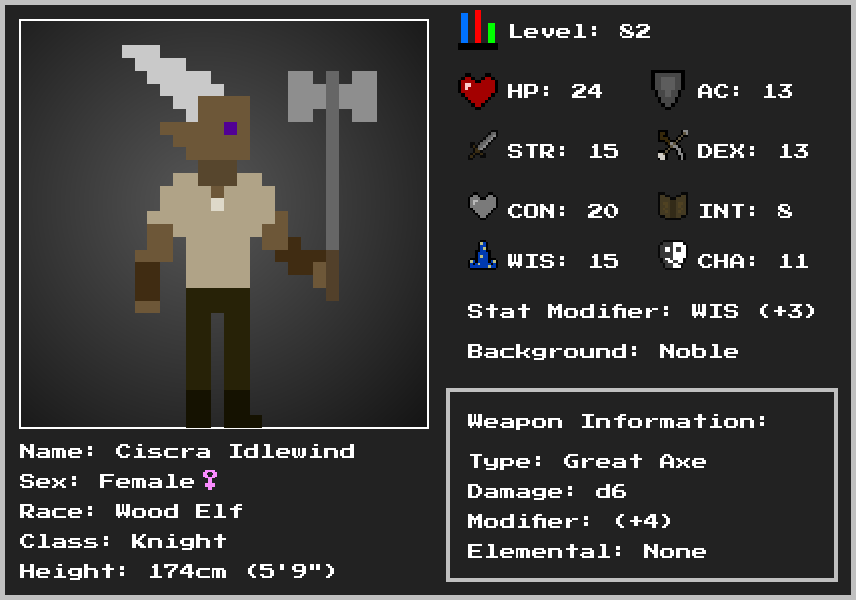 Level: 82
HP: 24
AC: 13
STR: 15
DEX: 13
CON: 20
INT: 8
WIS: 15
CHA: 11
Stat Modifier: WIS (+3)
Background: Noble
Weapon Information:
Type: Great Axe
Damage: d6
Modifier: (+4)
Elemental: None
Name: Ciscra Idlewind
Sex: Female♀
Race: Wood Elf
Class: Knight
Height: 174cm (5'9")